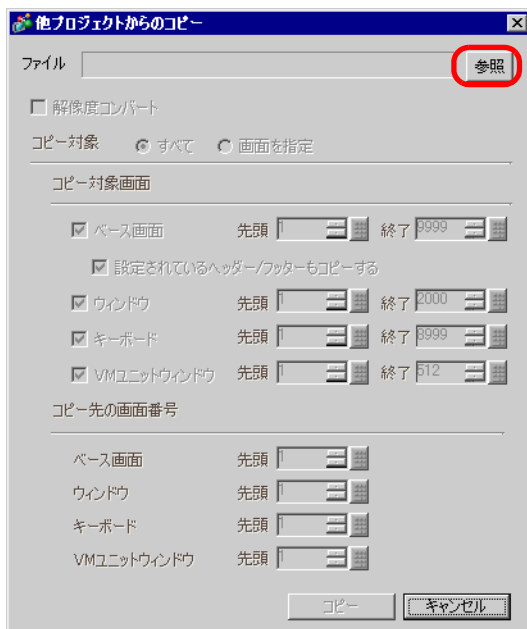 他プロジェクトからのコピー
ファイル 参照
解像度コンバート
コピー対象 すべて 画面を指定
コピー対象画面
ベース画面 先頭 1 終了 9999
設定されているヘッダー/フッターもコピーする
ウィンドウ 先頭 1 終了 2000
キーボード 先頭 1 終了 8999
VMユニットウィンドウ 先頭 1 終了 512
コピー先の画面番号
ベース画面 先頭 1
ウィンドウ 先頭 1
キーボード 先頭 1
VMユニットウィンドウ 先頭 1
コピー キャンセル